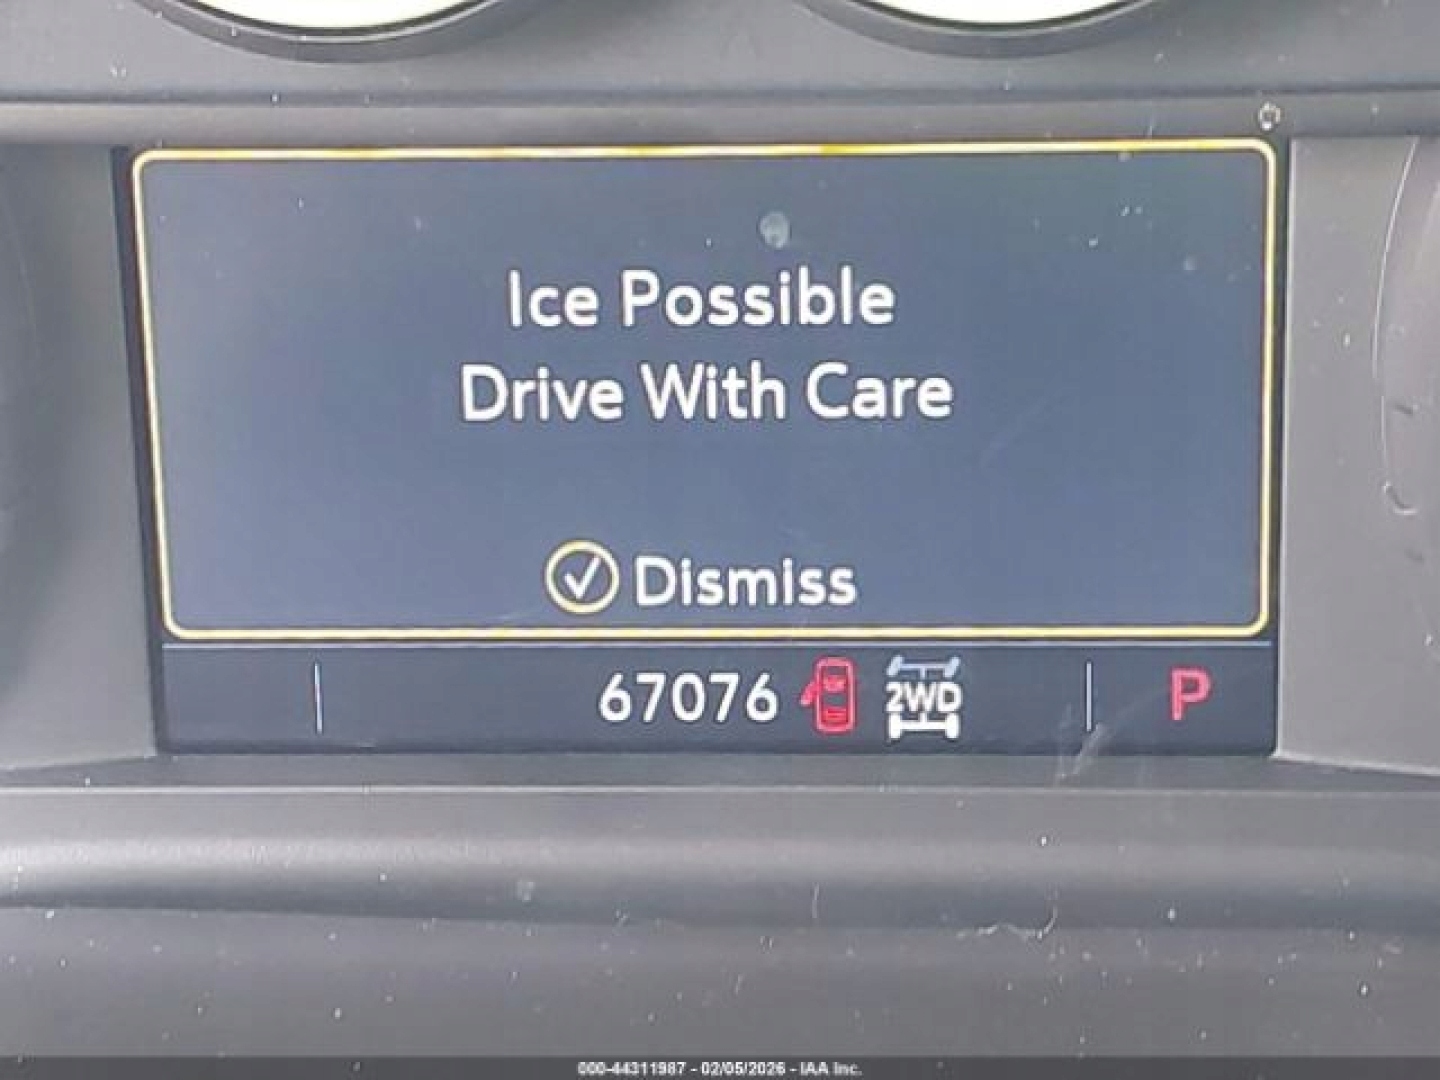 Ice Possible
Drive With Care
Dismiss
67076 2WD P
000-44311987 - 02/05/2026 - IAA Inc.